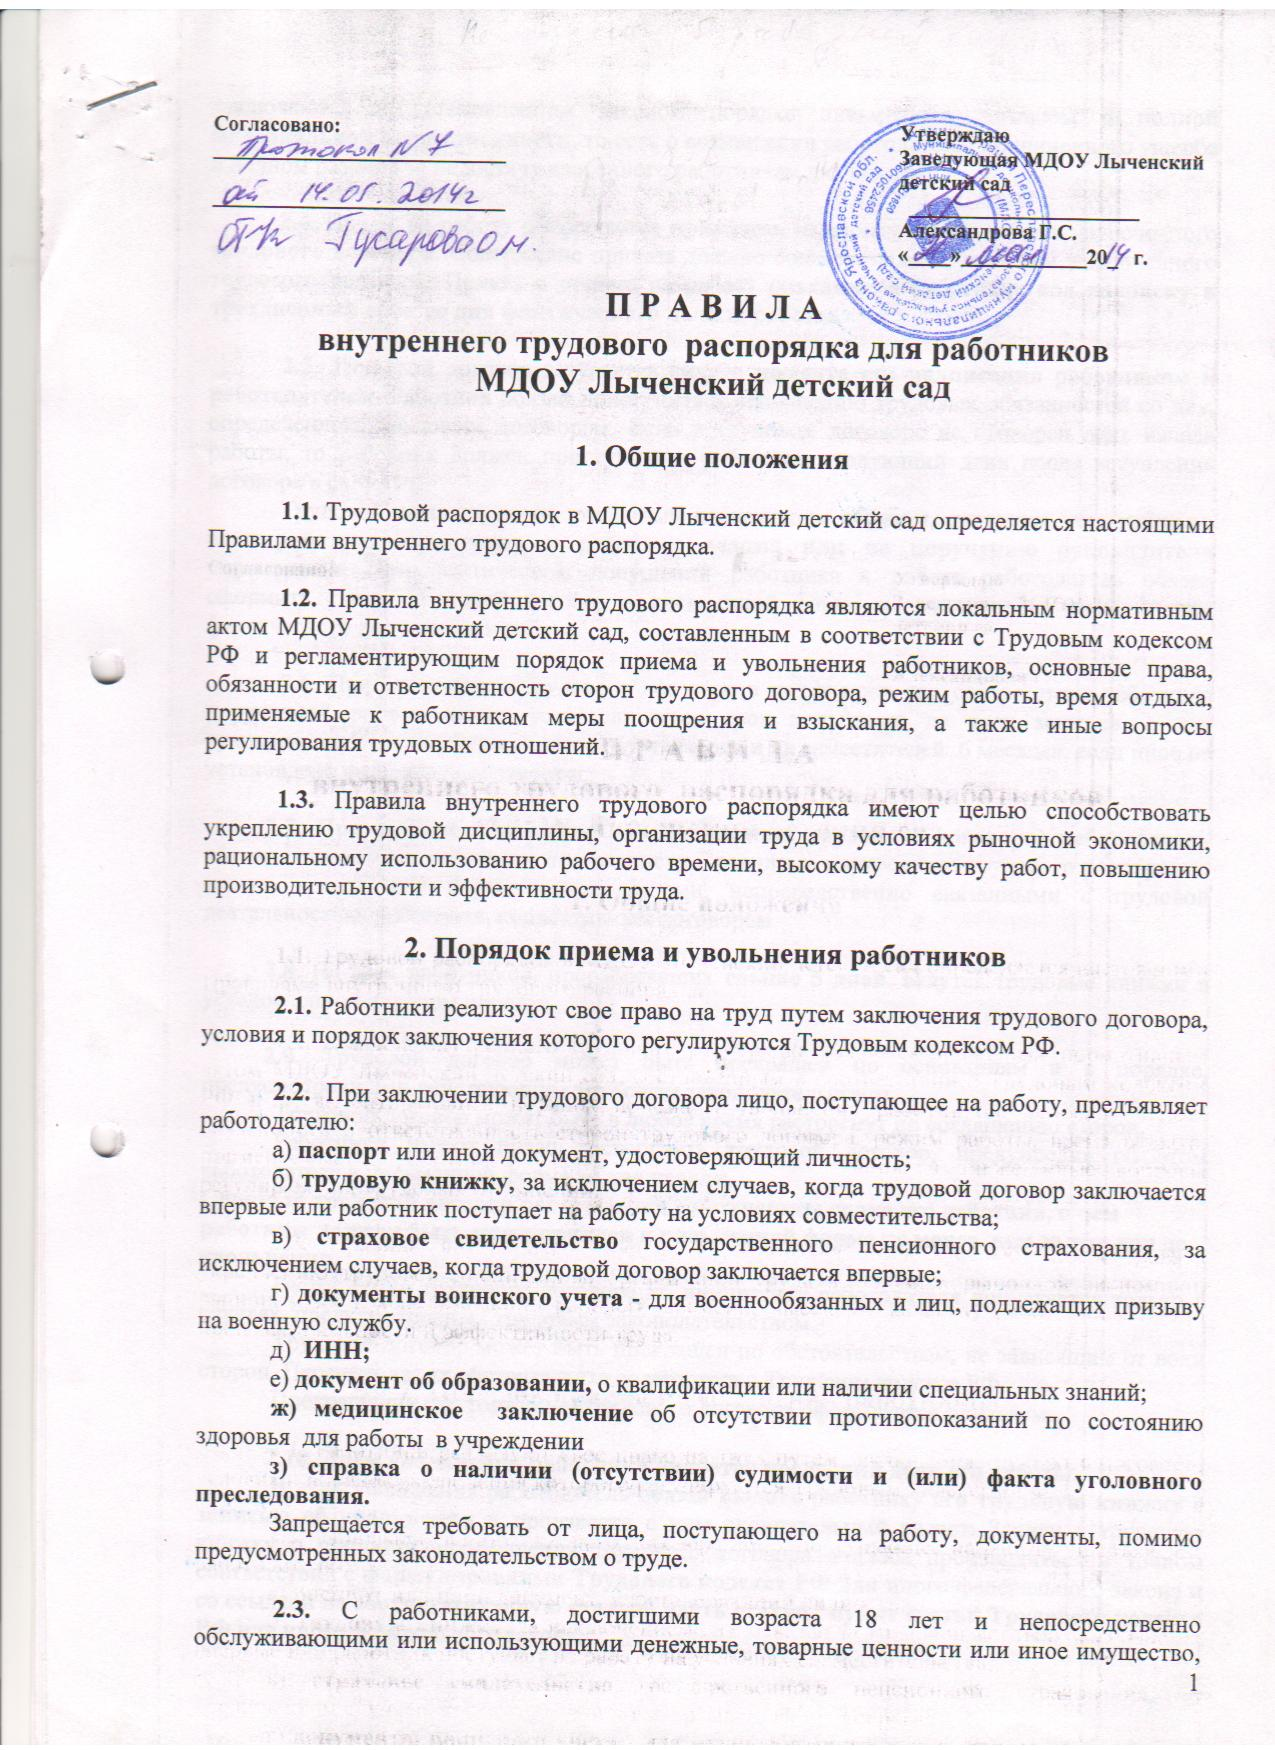 Согласовано:
Протокол №7
от 14.05.2014г
Гусарова О.Н.
Утверждаю
Заведующая МДОУ Лыченский
детский сад
Александрова Г.С.
«____»____________2014 г.
П Р А В И Л А
внутреннего трудового распорядка для работников
МДОУ Лыченский детский сад
1. Общие положения
1.1. Трудовой распорядок в МДОУ Лыченский детский сад определяется настоящими
Правилами внутреннего трудового распорядка.
1.2. Правила внутреннего трудового распорядка являются локальным нормативным
актом МДОУ Лыченский детский сад, составленным в соответствии с Трудовым кодексом
РФ и регламентирующим порядок приема и увольнения работников, основные права,
обязанности и ответственность сторон трудового договора, режим работы, время отдыха,
применяемые к работникам меры поощрения и взыскания, а также иные вопросы
регулирования трудовых отношений.
1.3. Правила внутреннего трудового распорядка имеют целью способствовать
укреплению трудовой дисциплины, организации труда в условиях рыночной экономики,
рациональному использованию рабочего времени, высокому качеству работ, повышению
производительности и эффективности труда.
2. Порядок приема и увольнения работников
2.1. Работники реализуют свое право на труд путем заключения трудового договора,
условия и порядок заключения которого регулируются Трудовым кодексом РФ.
2.2. При заключении трудового договора лицо, поступающее на работу, предъявляет
работодателю:
а) паспорт или иной документ, удостоверяющий личность;
б) трудовую книжку, за исключением случаев, когда трудовой договор заключается
впервые или работник поступает на работу на условиях совместительства;
в) страховое свидетельство государственного пенсионного страхования, за
исключением случаев, когда трудовой договор заключается впервые;
г) документы воинского учета - для военнообязанных и лиц, подлежащих призыву
на военную службу.
д) ИНН;
е) документ об образовании, о квалификации или наличии специальных знаний;
ж) медицинское заключение об отсутствии противопоказаний по состоянию
здоровья для работы в учреждении
з) справка о наличии (отсутствии) судимости и (или) факта уголовного
преследования.
Запрещается требовать от лица, поступающего на работу, документы, помимо
предусмотренных законодательством о труде.
2.3. С работниками, достигшими возраста 18 лет и непосредственно
обслуживающими или использующими денежные, товарные ценности или иное имущество,
1